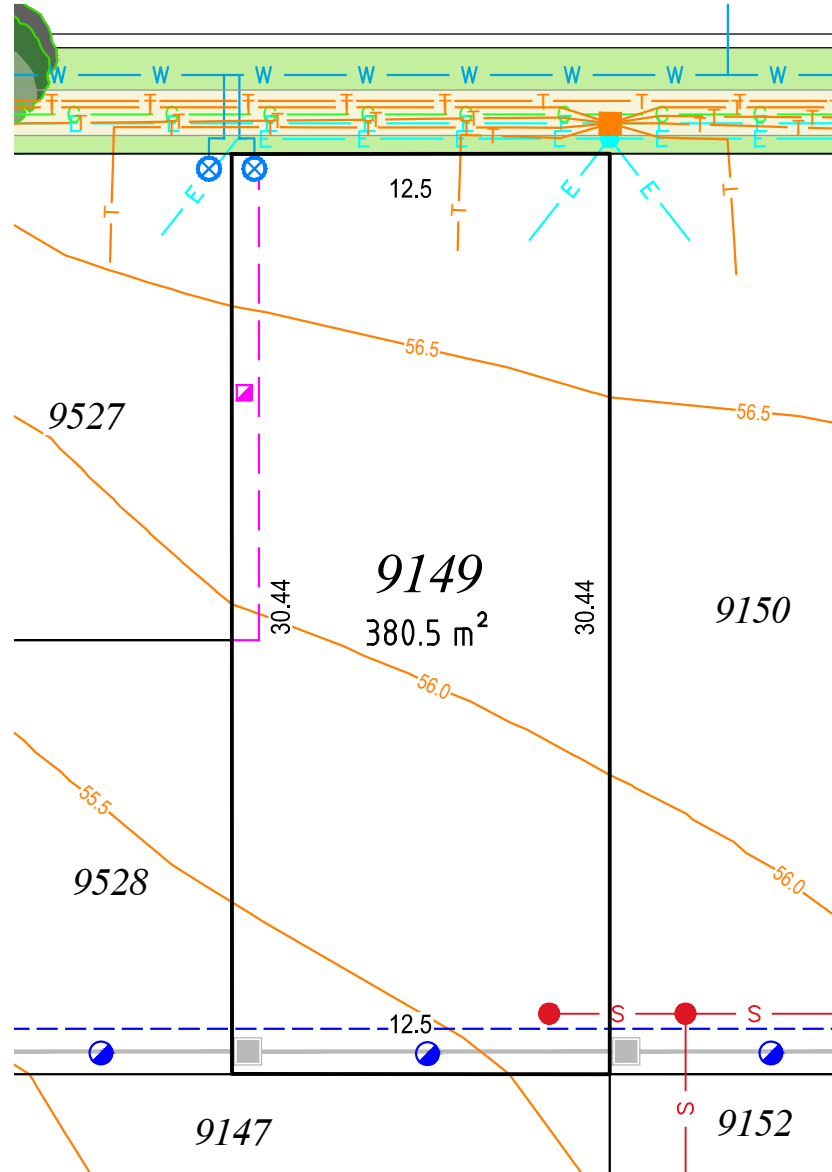 W W W W W W W W
T T T T T T T T
G G G G G T T T
E T E T E T E T E T E E E
T T T
E E E
12.5
56.5
56.5
9527
9149
30.44
30.44
380.5 m²
9150
56.0
55.5
9528
56.0
S S
12.5
S
9147
9152